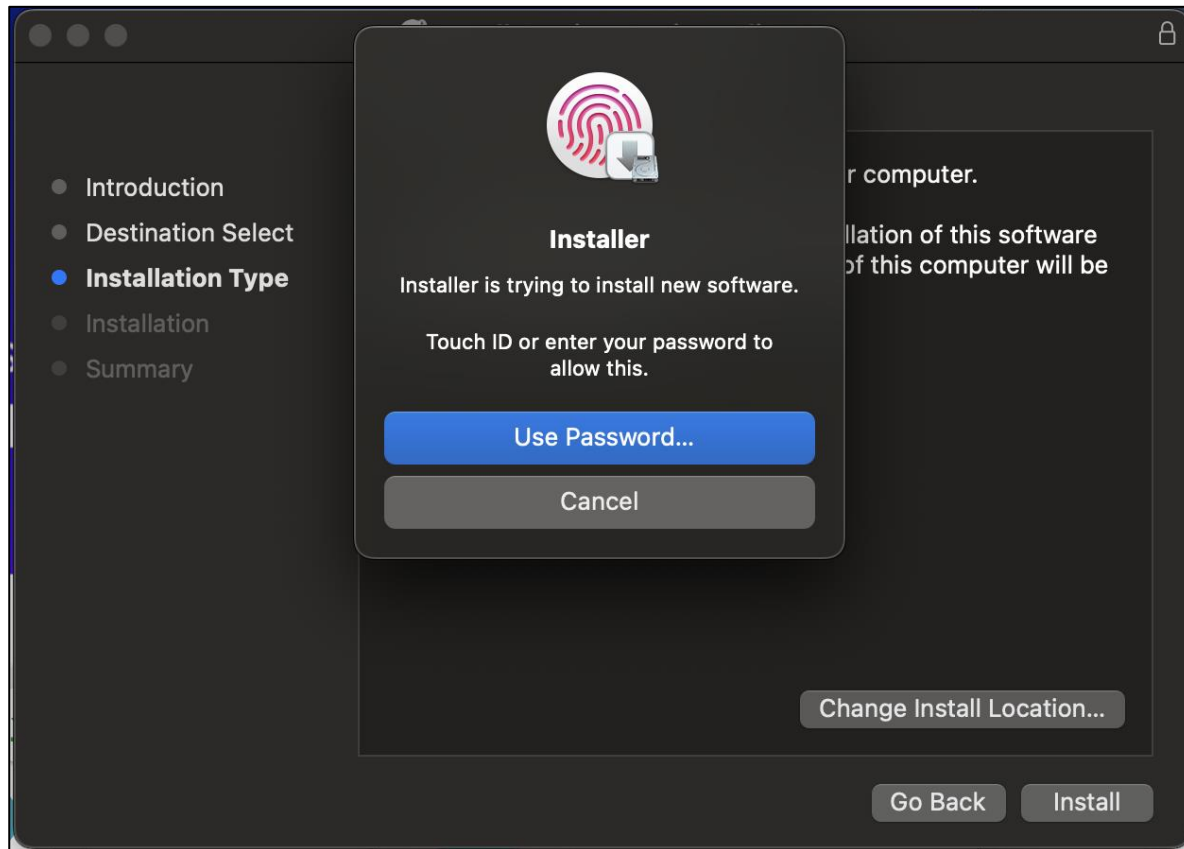 Introduction
Destination Select
Installation Type
Installation
Summary
Installer
Installer is trying to install new software.
Touch ID or enter your password to
allow this.
Use Password...
Cancel
r computer.
llation of this software
of this computer will be
Change Install Location...
Go Back
Install